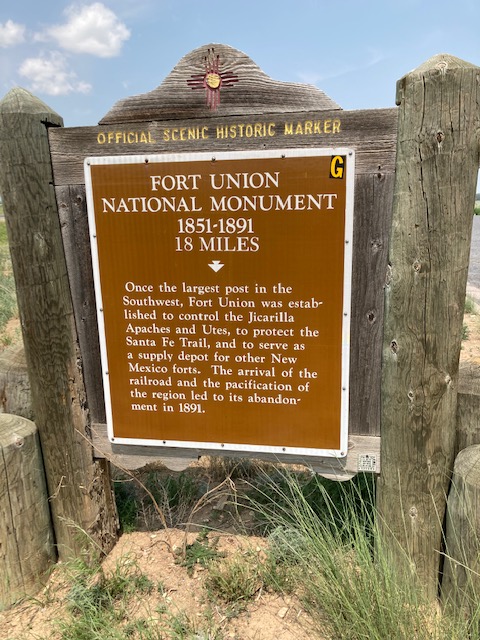 OFFICIAL SCENIC HISTORIC MARKER
G
FORT UNION
NATIONAL MONUMENT
1851-1891
18 MILES
Once the largest post in the
Southwest, Fort Union was estab-
lished to control the Jicarilla
Apaches and Utes, to protect the
Santa Fe Trail, and to serve as
a supply depot for other New
Mexico forts. The arrival of the
railroad and the pacification of
the region led to its abandon-
ment in 1891.